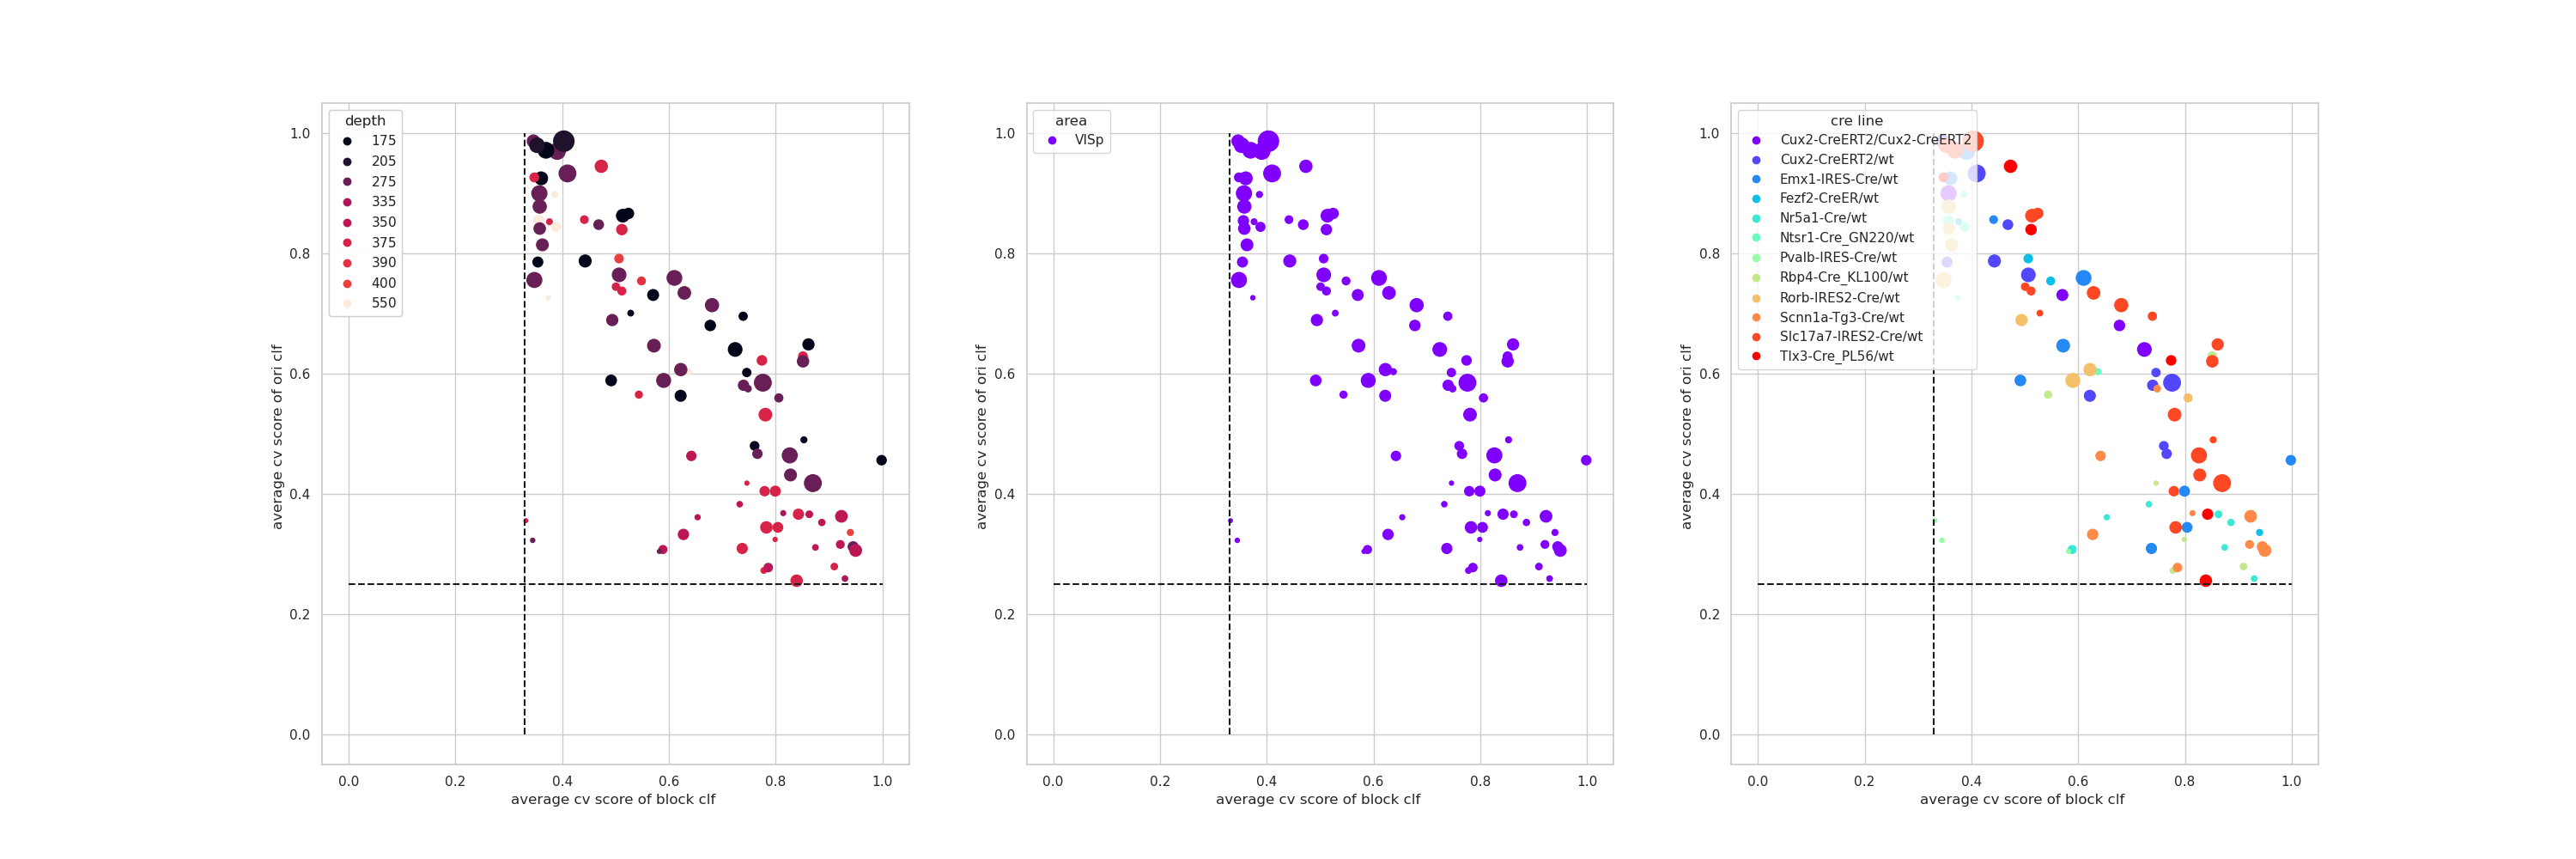 depth
175
205
275
335
350
375
390
400
550
1.0
0.8
0.6
0.4
0.2
0.0
average cv score of ori clf
0.0 0.2 0.4 0.6 0.8 1.0
average cv score of block clf
area
VISp
1.0
0.8
0.6
0.4
0.2
0.0
average cv score of ori clf
0.0 0.2 0.4 0.6 0.8 1.0
average cv score of block clf
cre line
Cux2-CreERT2/Cux2-CreERT2
Cux2-CreERT2/wt
Emx1-IRES-Cre/wt
Fezf2-CreER/wt
Nr5a1-Cre/wt
Ntsr1-Cre_GN220/wt
Pvalb-IRES-Cre/wt
Rbp4-Cre_KL100/wt
Rorb-IRES2-Cre/wt
Scnn1a-Tg3-Cre/wt
Slc17a7-IRES2-Cre/wt
Tlx3-Cre_PL56/wt
1.0
0.8
0.6
0.4
0.2
0.0
average cv score of ori clf
0.0 0.2 0.4 0.6 0.8 1.0
average cv score of block clf